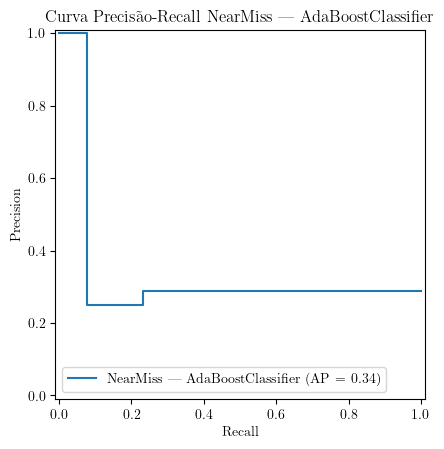 Curva Precisão-Recall NearMiss — AdaBoostClassifier
1.0
0.8
0.6
0.4
0.2
0.0
Precision
NearMiss — AdaBoostClassifier (AP = 0.34)
0.0 0.2 0.4 0.6 0.8 1.0
Recall